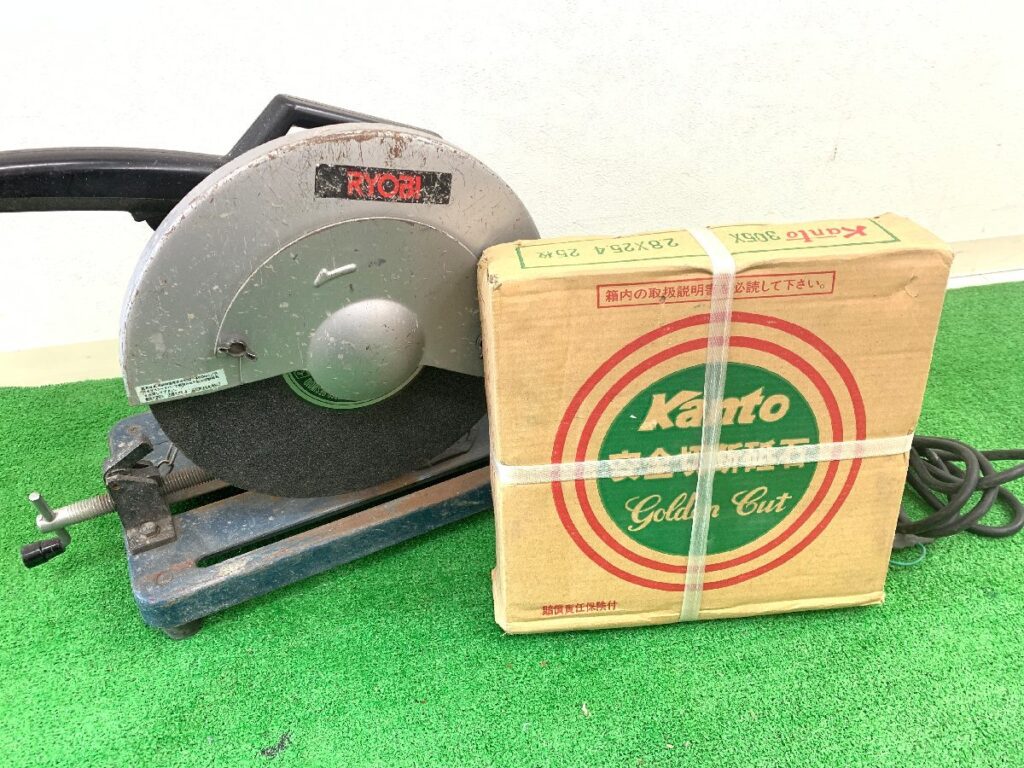 RYOBI
Kanto 305X
2.8X25.4 25枚
箱内の取扱説明書を必読して下さい。
Kanto
安全切断砥石
Golden Cut
賠償責任保険付